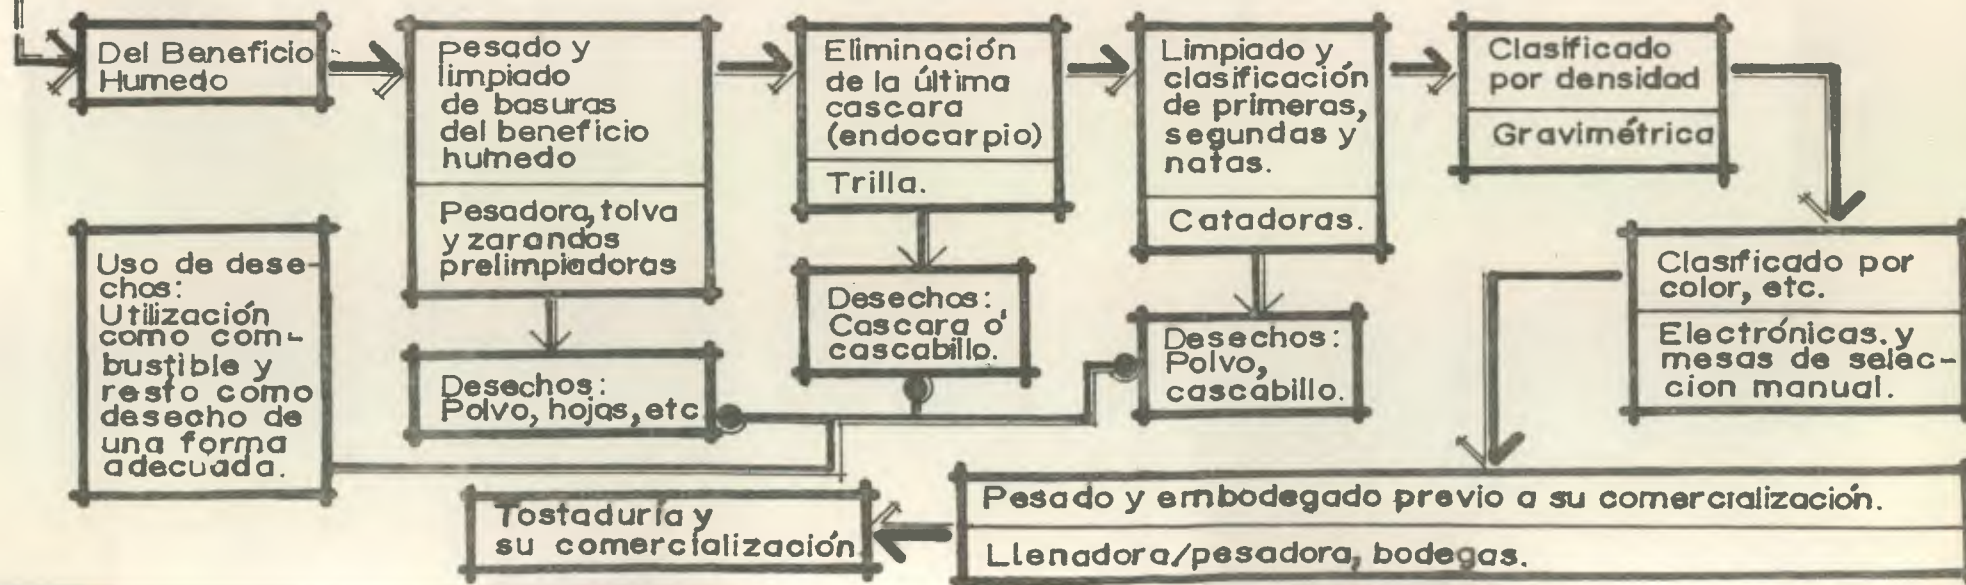 Del Beneficio
Humedo
Pesado y
limpiado
de basuras
del beneficio
humedo
Pesadora, tolva
y zarandas
prelimpiadoras
Eliminación
de la última
cascara
(endocarpio)
Trilla.
Limpiado y
clasificación
de primeras,
segundas y
natas.
Catadoras.
Clasificado
por densidad
Gravimétrica
Clasificado por
color, etc.
Electrónicas. y
mesas de selec-
cion manual.
Desechos:
Polvo, hojas, etc
Desechos:
Cascara o'
cascabillo.
Desechos:
Polvo,
cascabillo.
Uso de dese-
chos:
Utilización
como com-
bustible y
resto como
desecho de
una forma
adecuada.
Pesado y embodegado previo a su comercialización.
Llenadora/pesadora, bodegas.
Tostaduría y
su comercialización